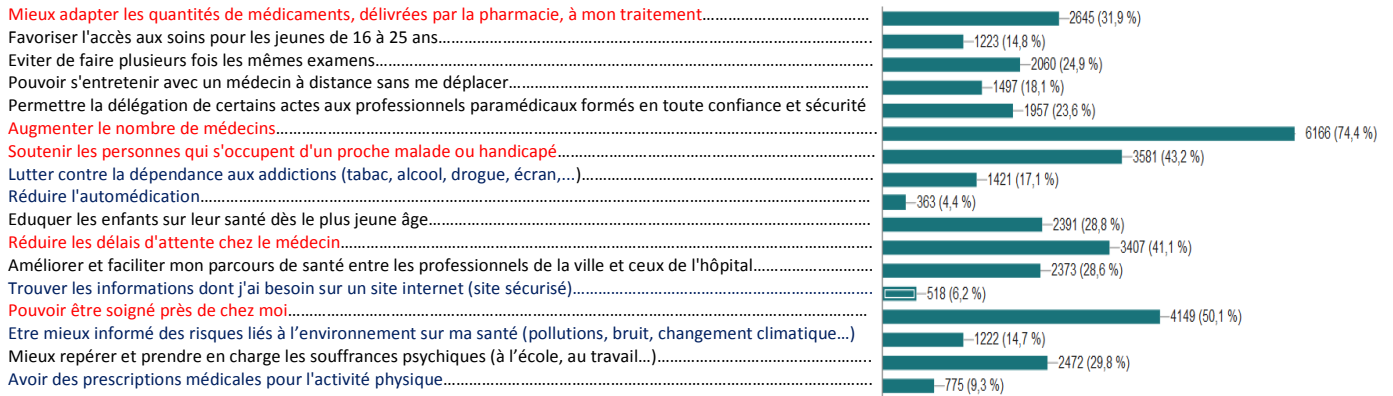 Mieux adapter les quantités de médicaments, délivrées par la pharmacie, à mon traitement……………………………………… 2645 (31,9 %)
Favoriser l'accès aux soins pour les jeunes de 16 à 25 ans……………………………………………………………………………………… 1223 (14,8 %)
Eviter de faire plusieurs fois les mêmes examens………………………………………………………………………………………………… 2060 (24,9 %)
Pouvoir s'entretenir avec un médecin à distance sans me déplacer……………………………………………………………………… 1497 (18,1 %)
Permettre la délégation de certains actes aux professionnels paramédicaux formés en toute confiance et sécurité 1957 (23,6 %)
Augmenter le nombre de médecins……………………………………………………………………………………………………………………… 6166 (74,4 %)
Soutenir les personnes qui s'occupent d'un proche malade ou handicapé……………………………………………………………… 3581 (43,2 %)
Lutter contre la dépendance aux addictions (tabac, alcool, drogue, écran,...)………………………………………………………… 1421 (17,1 %)
Réduire l'automédication…………………………………………………………………………………………………………………………………… 363 (4,4 %)
Eduquer les enfants sur leur santé dès le plus jeune âge……………………………………………………………………………………… 2391 (28,8 %)
Réduire les délais d'attente chez le médecin……………………………………………………………………………………………………… 3407 (41,1 %)
Améliorer et faciliter mon parcours de santé entre les professionnels de la ville et ceux de l'hôpital………………………… 2373 (28,6 %)
Trouver les informations dont j'ai besoin sur un site internet (site sécurisé)………………………………………………………… 518 (6,2 %)
Pouvoir être soigné près de chez moi…………………………………………………………………………………………………………………… 4149 (50,1 %)
Etre mieux informé des risques liés à l’environnement sur ma santé (pollutions, bruit, changement climatique…) 1222 (14,7 %)
Mieux repérer et prendre en charge les souffrances psychiques (à l’école, au travail…)…………………………………………… 2472 (29,8 %)
Avoir des prescriptions médicales pour l'activité physique…………………………………………………………………………………… 775 (9,3 %)